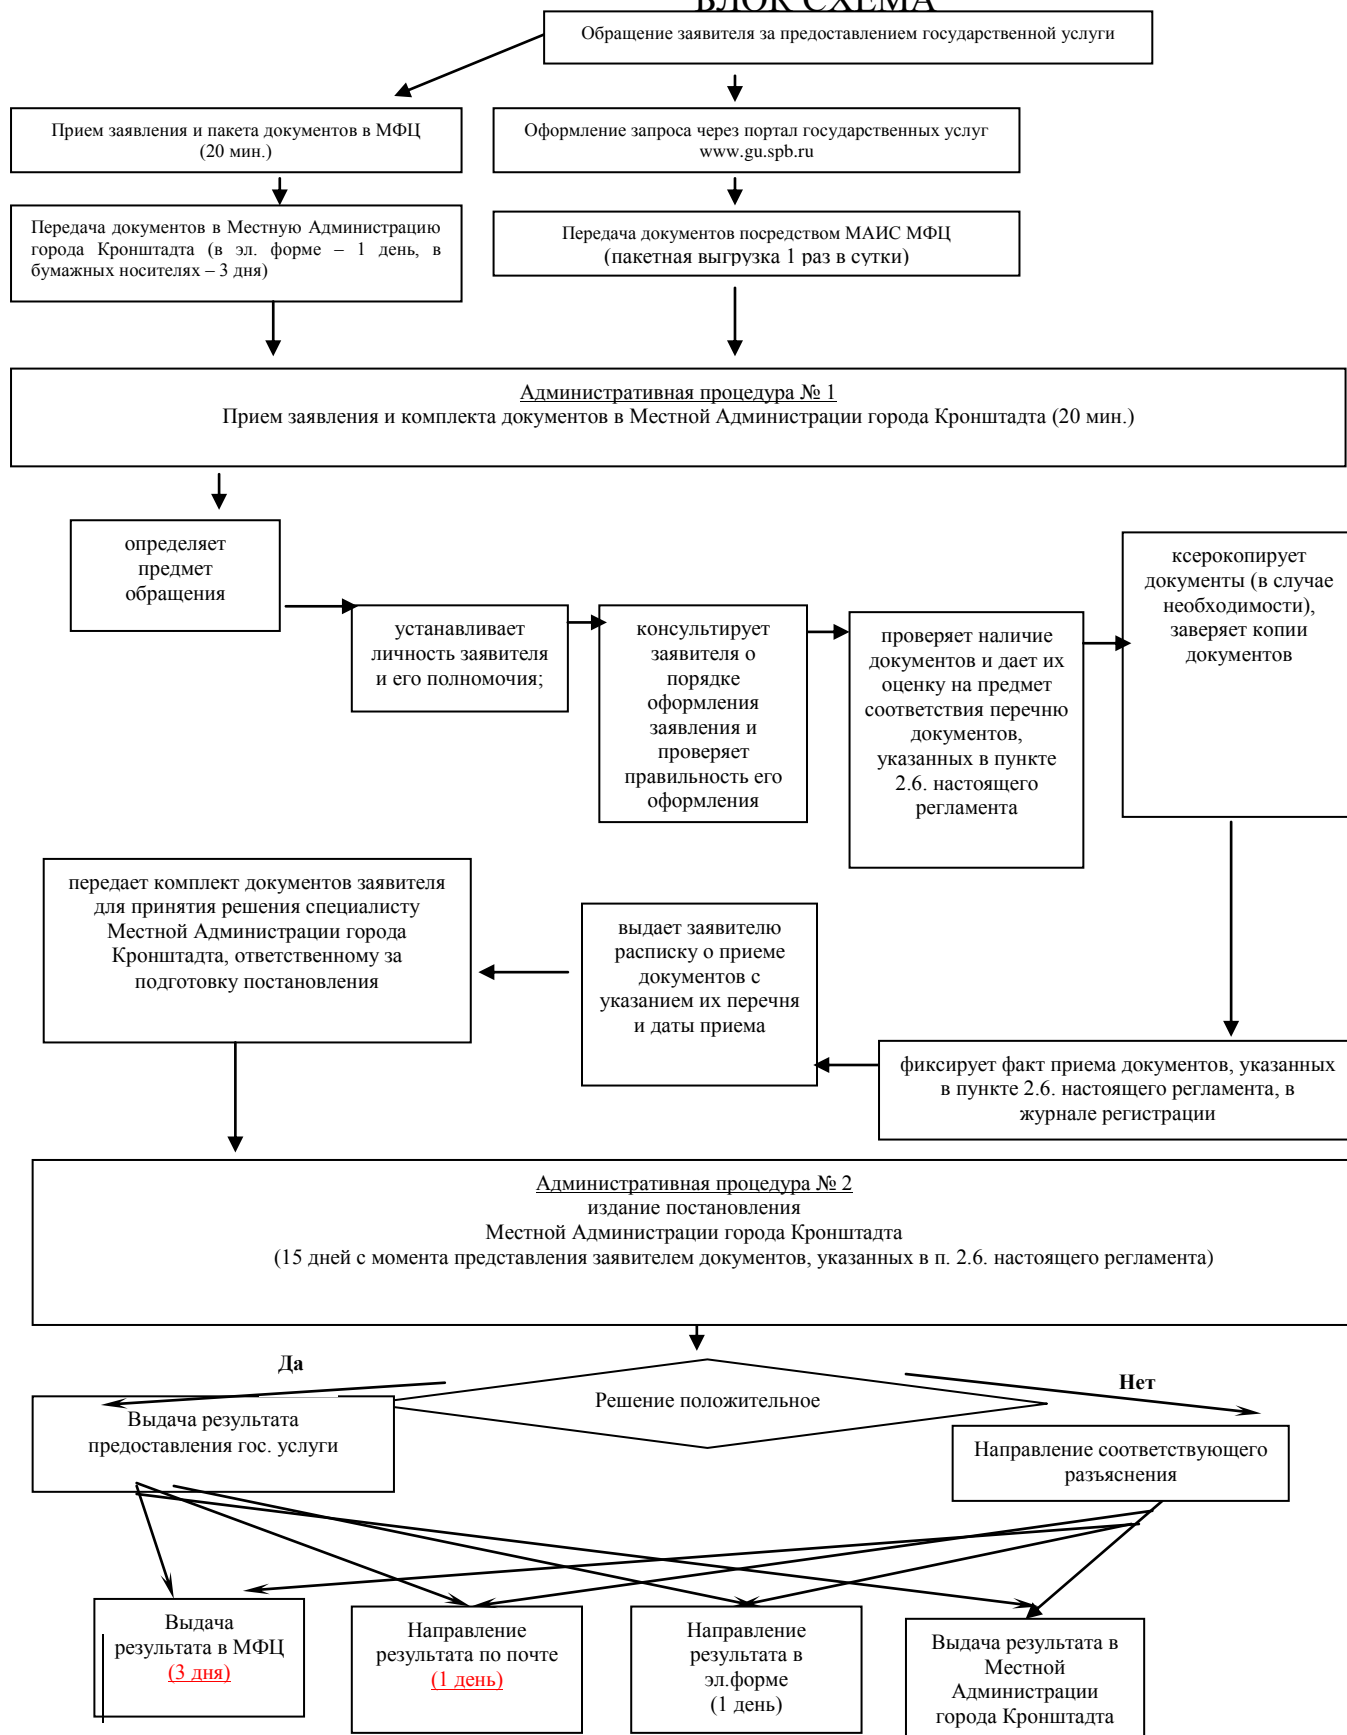 БЛОК СХЕМА
Обращение заявителя за предоставлением государственной услуги
Прием заявления и пакета документов в МФЦ
(20 мин.)
Оформление запроса через портал государственных услуг
www.gu.spb.ru
Передача документов в Местную Администрацию
города Кронштадта (в эл. форме – 1 день, в
бумажных носителях – 3 дня)
Передача документов посредством МАИС МФЦ
(пакетная выгрузка 1 раз в сутки)
Административная процедура № 1
Прием заявления и комплекта документов в Местной Администрации города Кронштадта (20 мин.)
определяет
предмет
обращения
устанавливает
личность заявителя
и его полномочия;
консультирует
заявителя о
порядке
оформления
заявления и
проверяет
правильность его
оформления
проверяет наличие
документов и дает их
оценку на предмет
соответствия перечню
документов,
указанных в пункте
2.6. настоящего
регламента
ксерокопирует
документы (в случае
необходимости),
заверяет копии
документов
передает комплект документов заявителя
для принятия решения специалисту
Местной Администрации города
Кронштадта, ответственному за
подготовку постановления
выдает заявителю
расписку о приеме
документов с
указанием их перечня
и даты приема
фиксирует факт приема документов, указанных
в пункте 2.6. настоящего регламента, в
журнале регистрации
Административная процедура № 2
издание постановления
Местной Администрации города Кронштадта
(15 дней с момента представления заявителем документов, указанных в п. 2.6. настоящего регламента)
Да
Решение положительное
Нет
Выдача результата
предоставления гос. услуги
Направление соответствующего
разъяснения
Выдача
результата в МФЦ
(3 дня)
Направление
результата по почте
(1 день)
Направление
результата в
эл.форме
(1 день)
Выдача результата в
Местной
Администрации
города Кронштадта